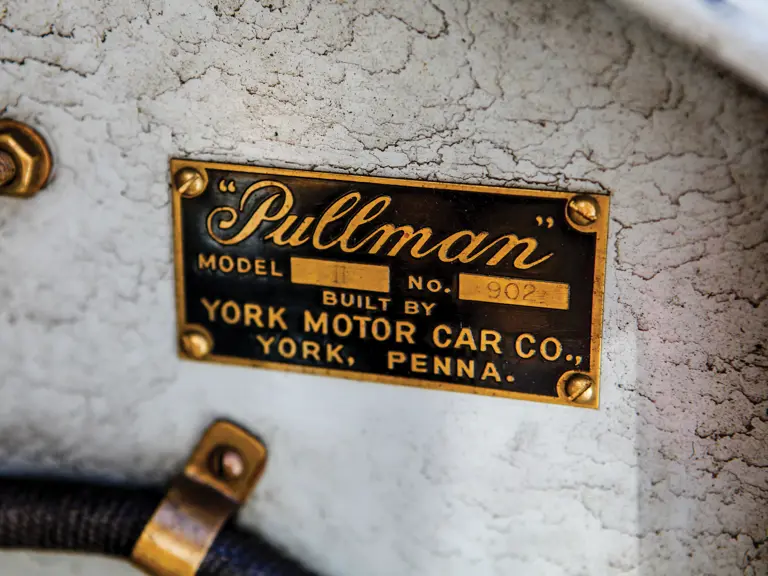 "Pullman"
MODEL II NO. 902
BUILT BY
YORK MOTOR CAR CO.,
YORK, PENNA.